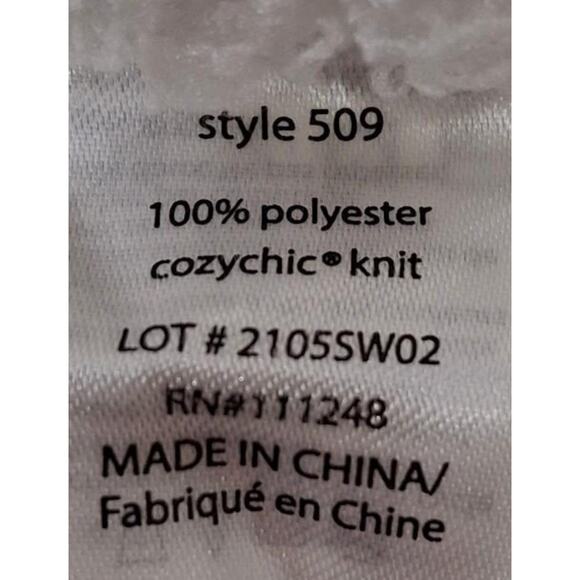 style 509
100% polyester
cozychic® knit
LOT # 2105SW02
RN#111248
MADE IN CHINA/
Fabriqué en Chine